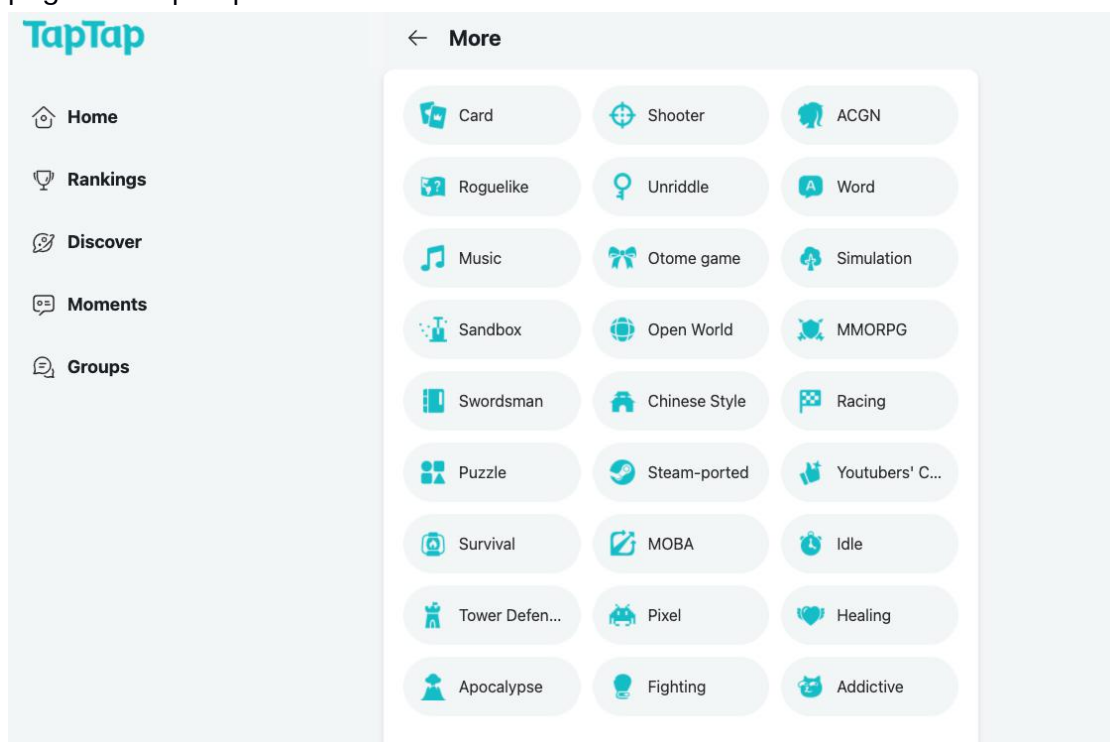 TapTap
← More
Home
Rankings
Discover
Moments
Groups
Card Shooter ACGN
Roguelike Unriddle Word
Music Otome game Simulation
Sandbox Open World MMORPG
Swordsman Chinese Style Racing
Puzzle Steam-ported Youtubers' C...
Survival MOBA Idle
Tower Defen... Pixel Healing
Apocalypse Fighting Addictive